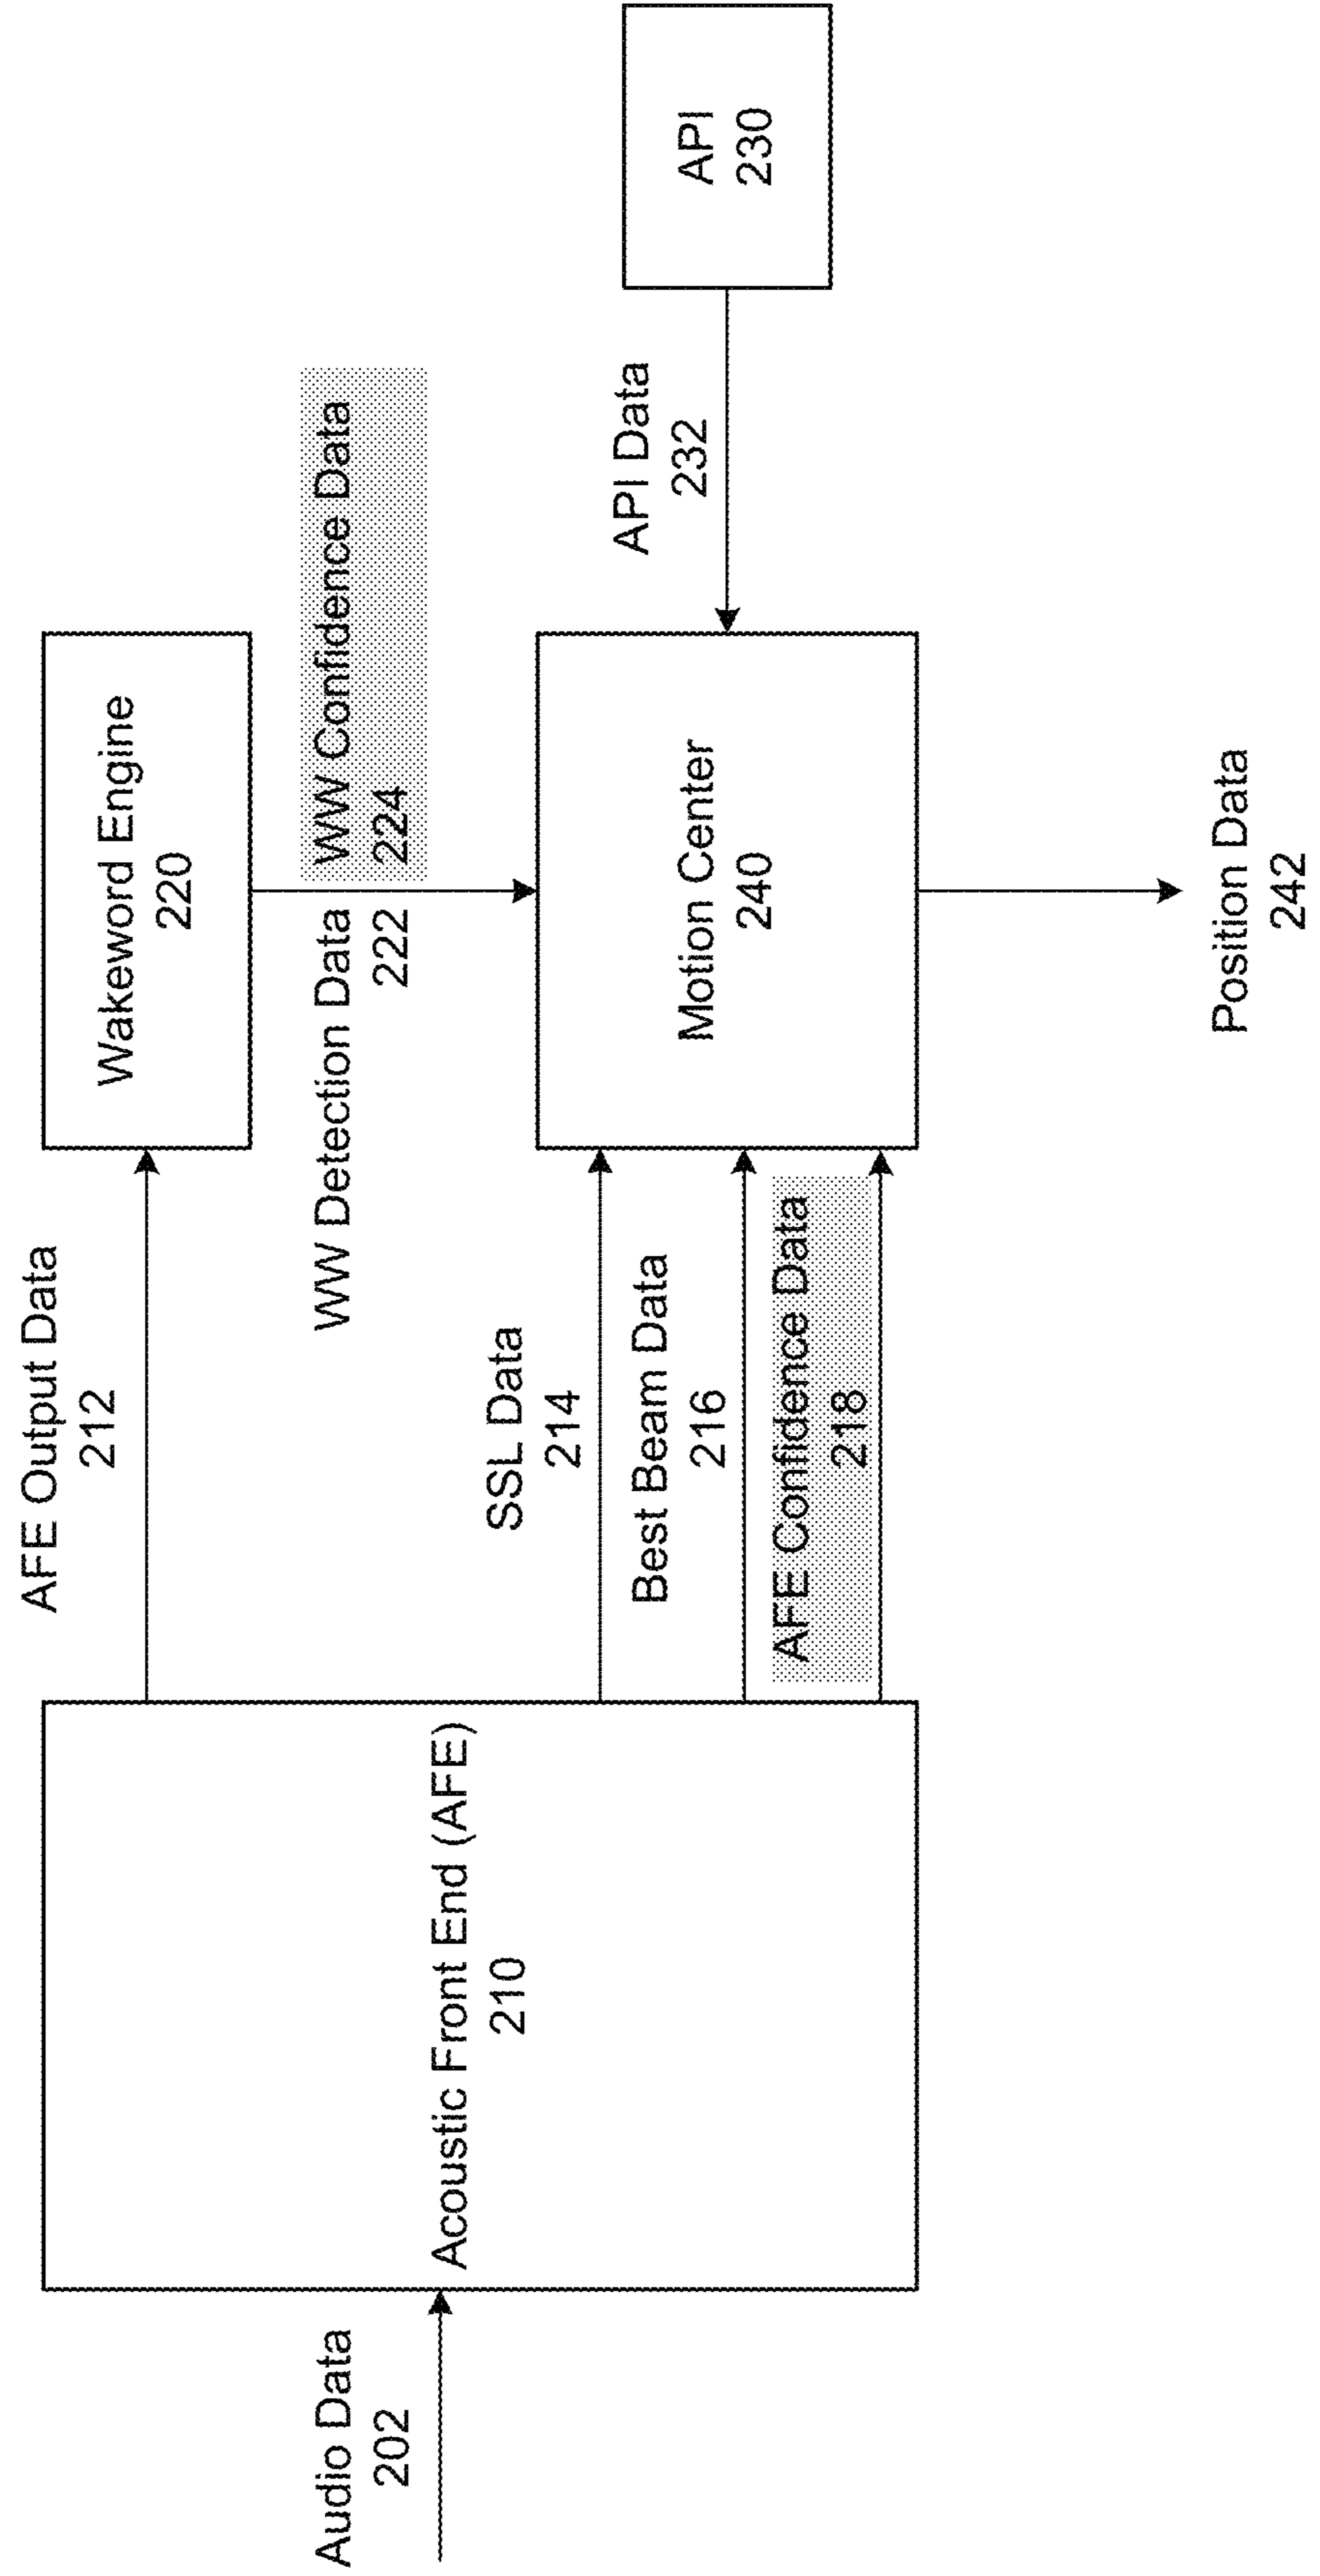 Audio Data
202
Acoustic Front End (AFE)
210
AFE Output Data
212
SSL Data
214
Best Beam Data
216
AFE Confidence Data
218
Wakeword Engine
220
WW Detection Data
222
WW Confidence Data
224
Motion Center
240
API Data
232
API
230
Position Data
242